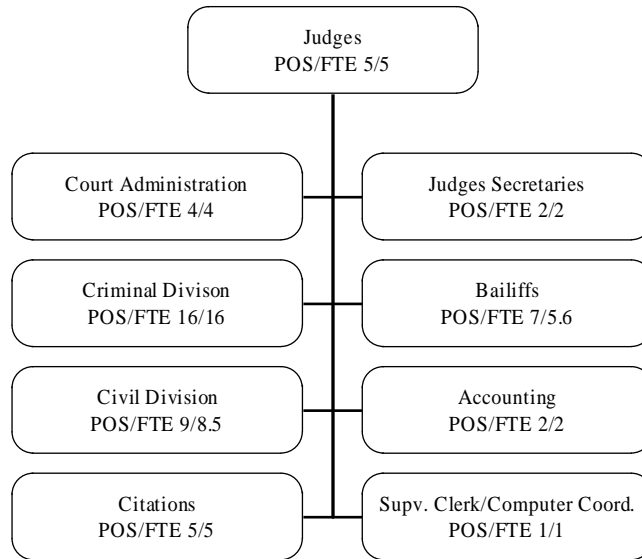 Judges
POS/FTE 5/5
Court Administration
POS/FTE 4/4
Judges Secretaries
POS/FTE 2/2
Criminal Divison
POS/FTE 16/16
Bailiffs
POS/FTE 7/5.6
Civil Division
POS/FTE 9/8.5
Accounting
POS/FTE 2/2
Citations
POS/FTE 5/5
Supv. Clerk/Computer Coord.
POS/FTE 1/1